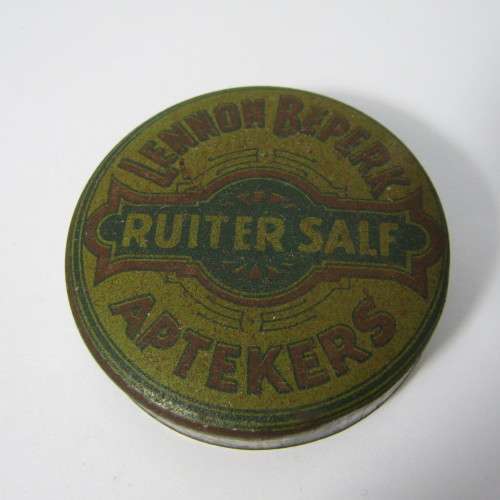 LENNON BEPERK
RUITER SALF
APTEKERS